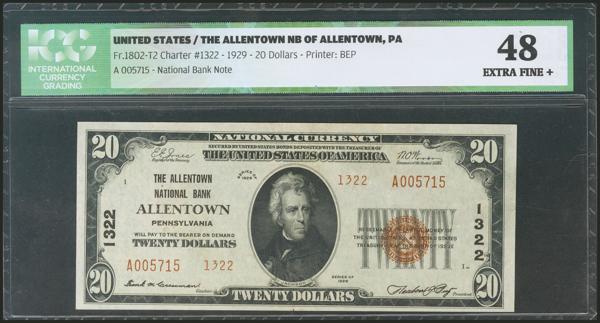 ICG
INTERNATIONAL
CURRENCY
GRADING
UNITED STATES / THE ALLENTOWN NB OF ALLENTOWN, PA
Fr.1802-T2 Charter #1322 - 1929 - 20 Dollars - Printer: BEP
A 005715 - National Bank Note
48
EXTRA FINE +
NATIONAL CURRENCY
SECURED BY UNITED STATES BONDS DEPOSITED WITH THE TREASURER OF
THE UNITED STATES OF AMERICA
20
20
THE ALLENTOWN
NATIONAL BANK
ALLENTOWN
PENNSYLVANIA
WILL PAY TO THE BEARER ON DEMAND
TWENTY DOLLARS
SERIES OF
1929
1322 A005715
1322
1322
TWENTY
A005715 1322
SERIES OF
1929
20
TWENTY DOLLARS
20